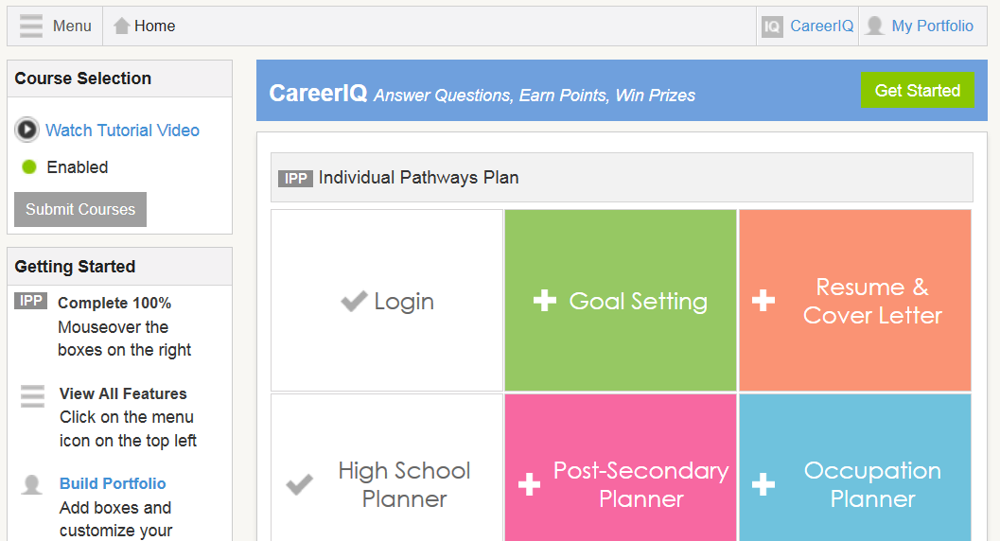 Menu
Home
IQ CareerIQ
My Portfolio
Course Selection
Watch Tutorial Video
Enabled
Submit Courses
Getting Started
IPP Complete 100%
Mouseover the
boxes on the right
View All Features
Click on the menu
icon on the top left
Build Portfolio
Add boxes and
customize your
CareerIQ Answer Questions, Earn Points, Win Prizes
Get Started
IPP Individual Pathways Plan
Login
Goal Setting
Resume &
Cover Letter
High School
Planner
Post-Secondary
Planner
Occupation
Planner